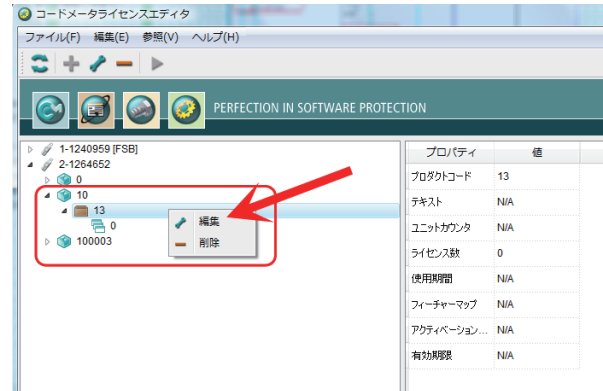 コードメータライセンスエディタ
ファイル(F) 編集(E) 参照(V) ヘルプ(H)
PERFECTION IN SOFTWARE PROTECTION
1-1240959 [FSB]
2-1264652
0
10
13
0
100003
編集
削除
プロパティ 値
プロダクトコード 13
テキスト N/A
ユニットカウンタ N/A
ライセンス数 0
使用期間 N/A
フィーチャーマップ N/A
アクティベーション... N/A
有効期限 N/A